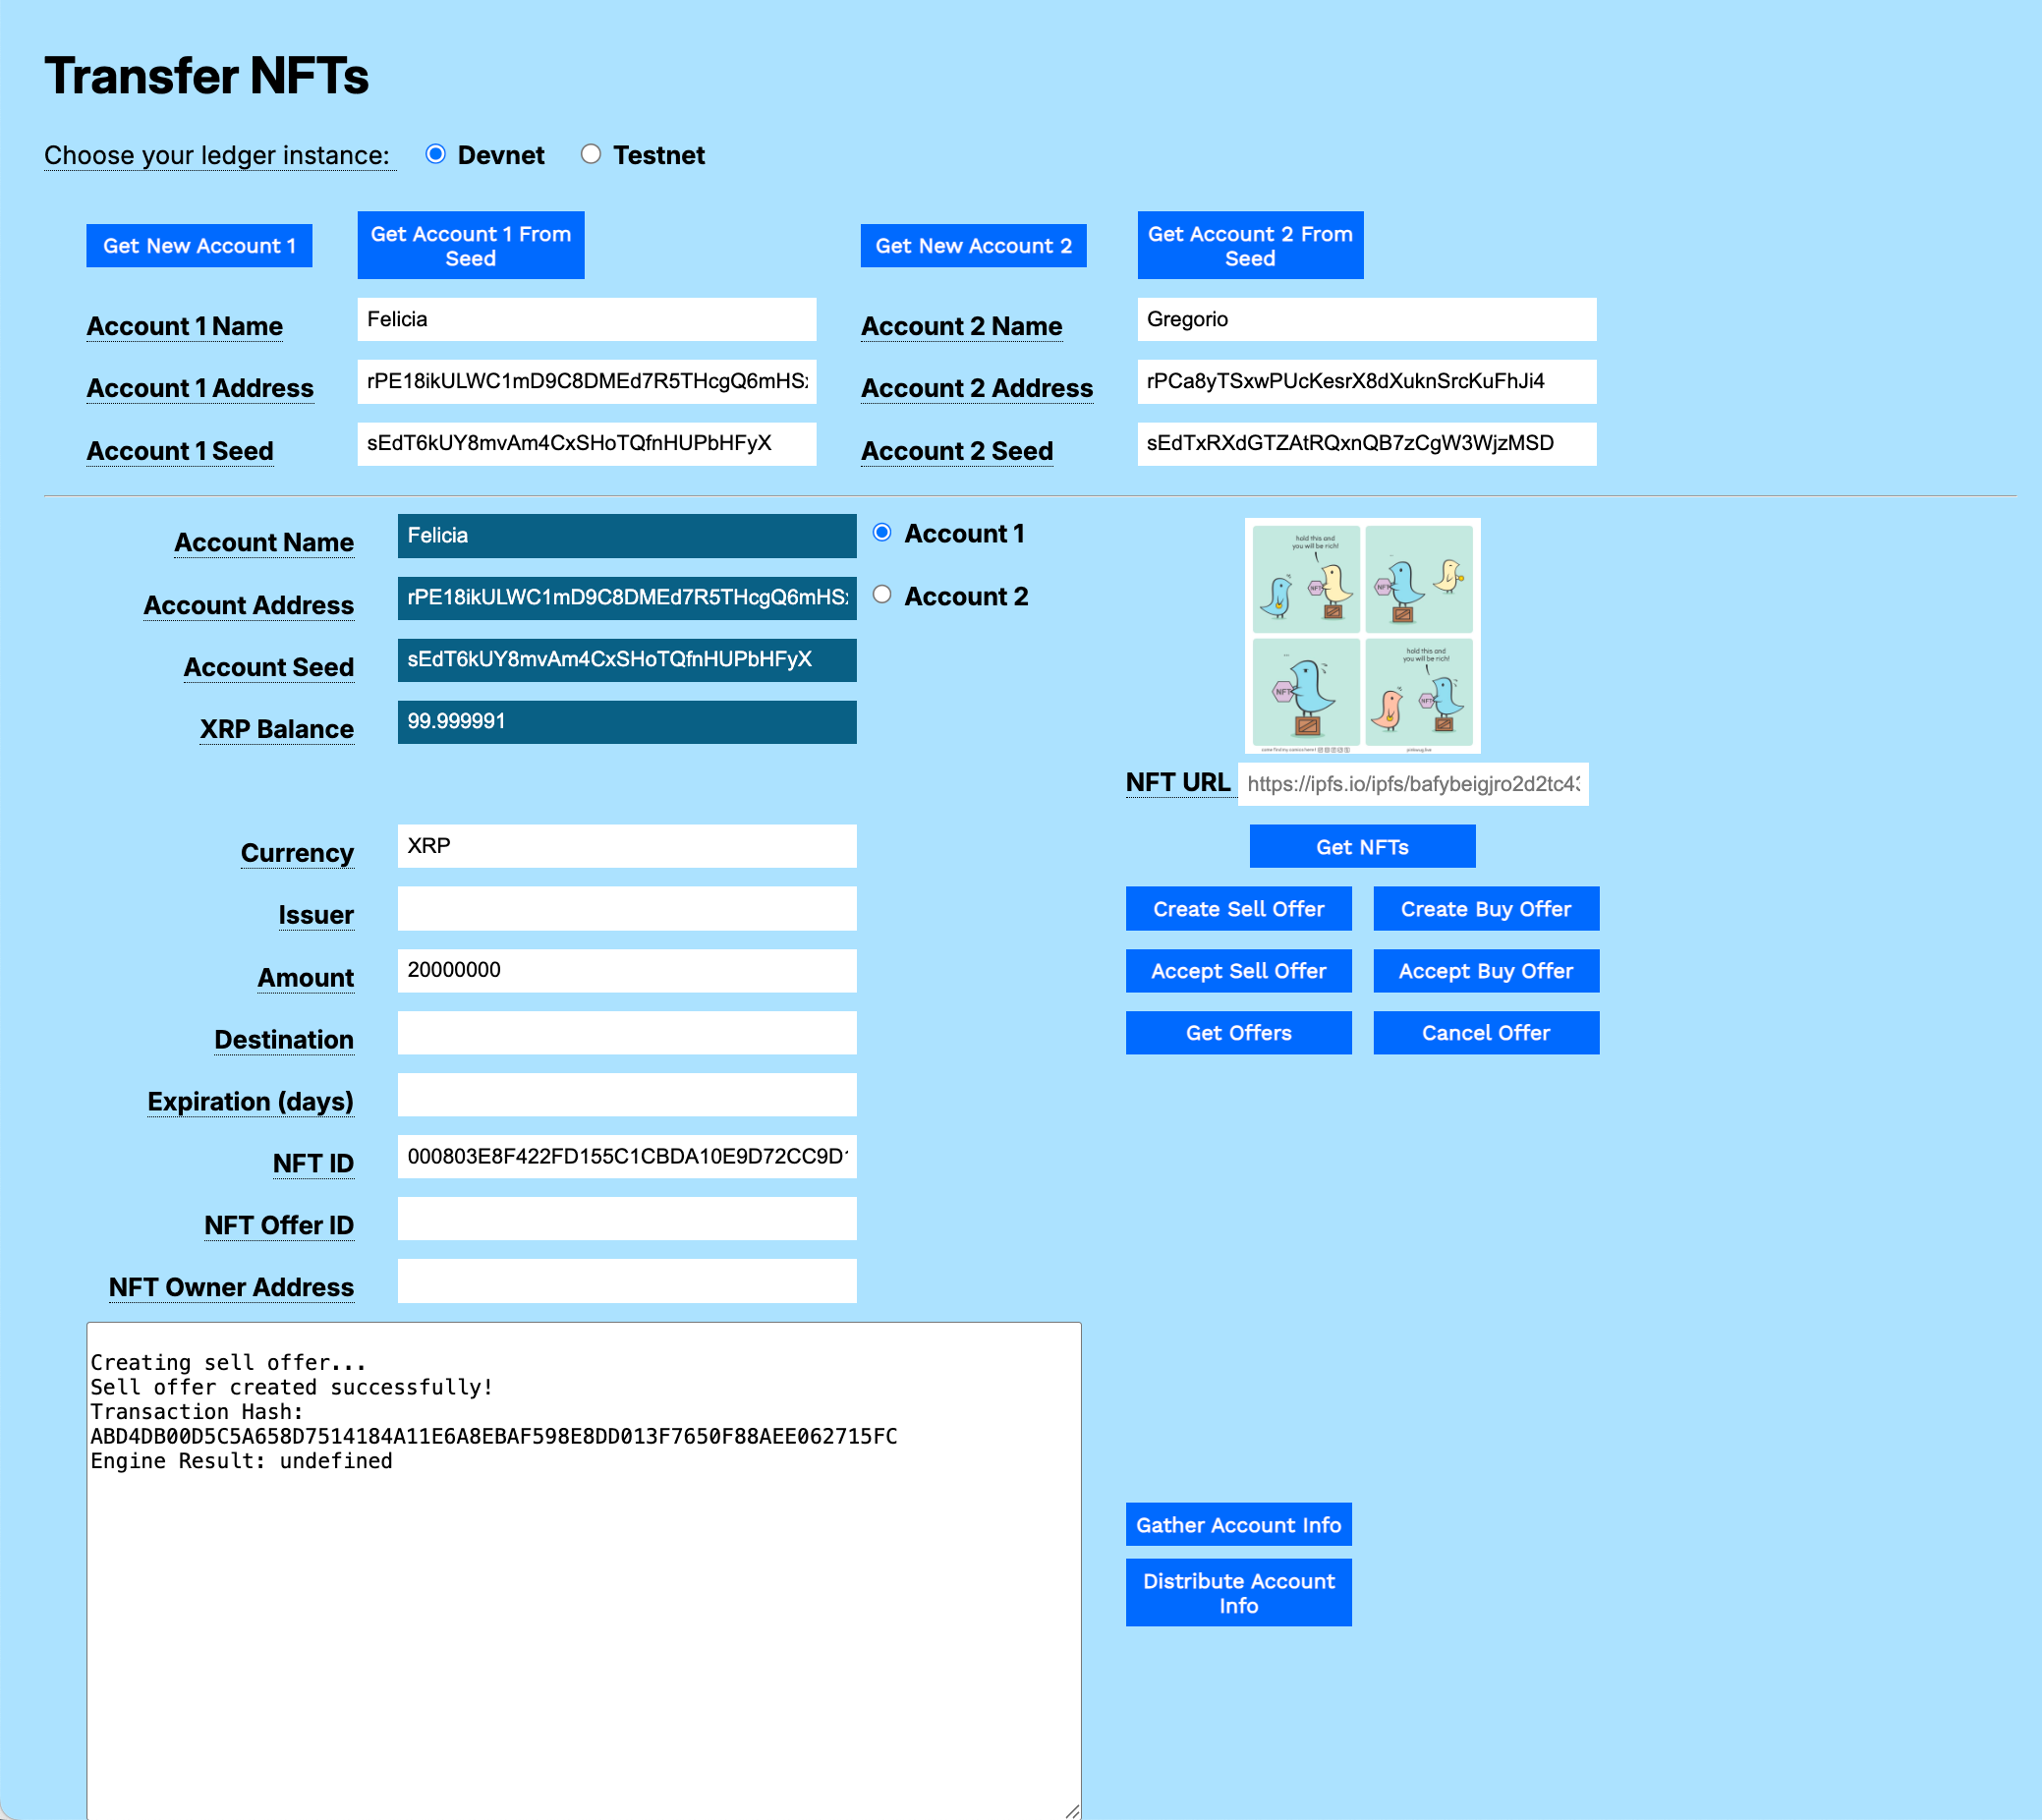 Transfer NFTs
Choose your ledger instance: Devnet Testnet
Get New Account 1
Get Account 1 From
Seed
Get New Account 2
Get Account 2 From
Seed
Account 1 Name Felicia Account 2 Name Gregorio
Account 1 Address rPE18ikULWC1mD9C8DMEd7R5THcgQ6mHSx Account 2 Address rPCa8yTSxwPUcKesrX8dXuknSrcKuFhJi4
Account 1 Seed sEdT6kUY8mvAm4CxSHoTQfnHUPbHFyX Account 2 Seed sEdTxRXdGTZAtRQxnQB7zCgW3WjzMSD
Account Name Felicia Account 1
Account Address rPE18ikULWC1mD9C8DMEd7R5THcgQ6mHSx Account 2
Account Seed sEdT6kUY8mvAm4CxSHoTQfnHUPbHFyX
XRP Balance 99.999991
hold this and
you will be rich!
NFT
...
NFT
...
NFT
hold this and
you will be rich!
NFT
NFT URL https://ipfs.io/ipfs/bafybeigjro2d2tc43
Currency XRP Get NFTs
Issuer Create Sell Offer Create Buy Offer
Amount 20000000 Accept Sell Offer Accept Buy Offer
Destination Get Offers Cancel Offer
Expiration (days)
NFT ID 000803E8F422FD155C1CBDA10E9D72CC9D1
NFT Offer ID
NFT Owner Address
Creating sell offer...
Sell offer created successfully!
Transaction Hash:
ABD4DB00D5C5A658D7514184A11E6A8EBAF598E8DD013F7650F88AEE062715FC
Engine Result: undefined
Gather Account Info
Distribute Account
Info